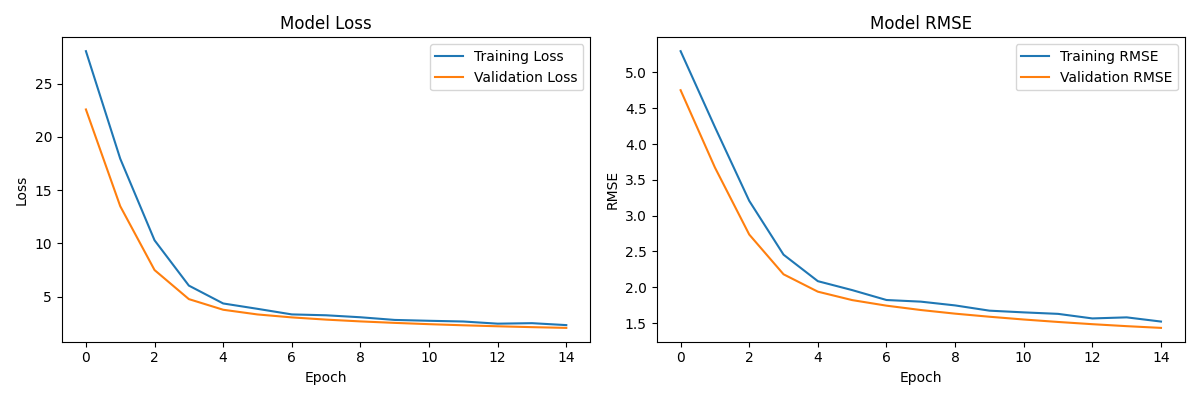 Model Loss
Training Loss
Validation Loss
25
20
15
10
5
Loss
0 2 4 6 8 10 12 14
Epoch
Model RMSE
Training RMSE
Validation RMSE
5.0
4.5
4.0
3.5
3.0
2.5
2.0
1.5
RMSE
0 2 4 6 8 10 12 14
Epoch